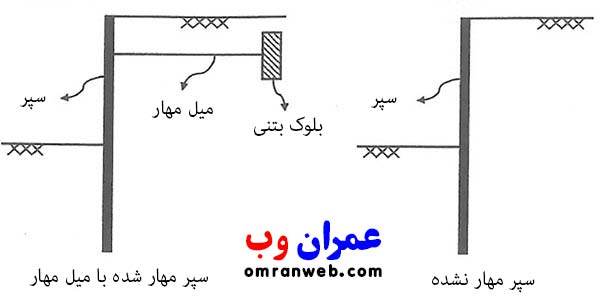 سپر
میل مهار
بلوک بتنی
سپر
عمران وب
omranweb.com
سپر مهار شده با میل مهار
سپر مهار نشده